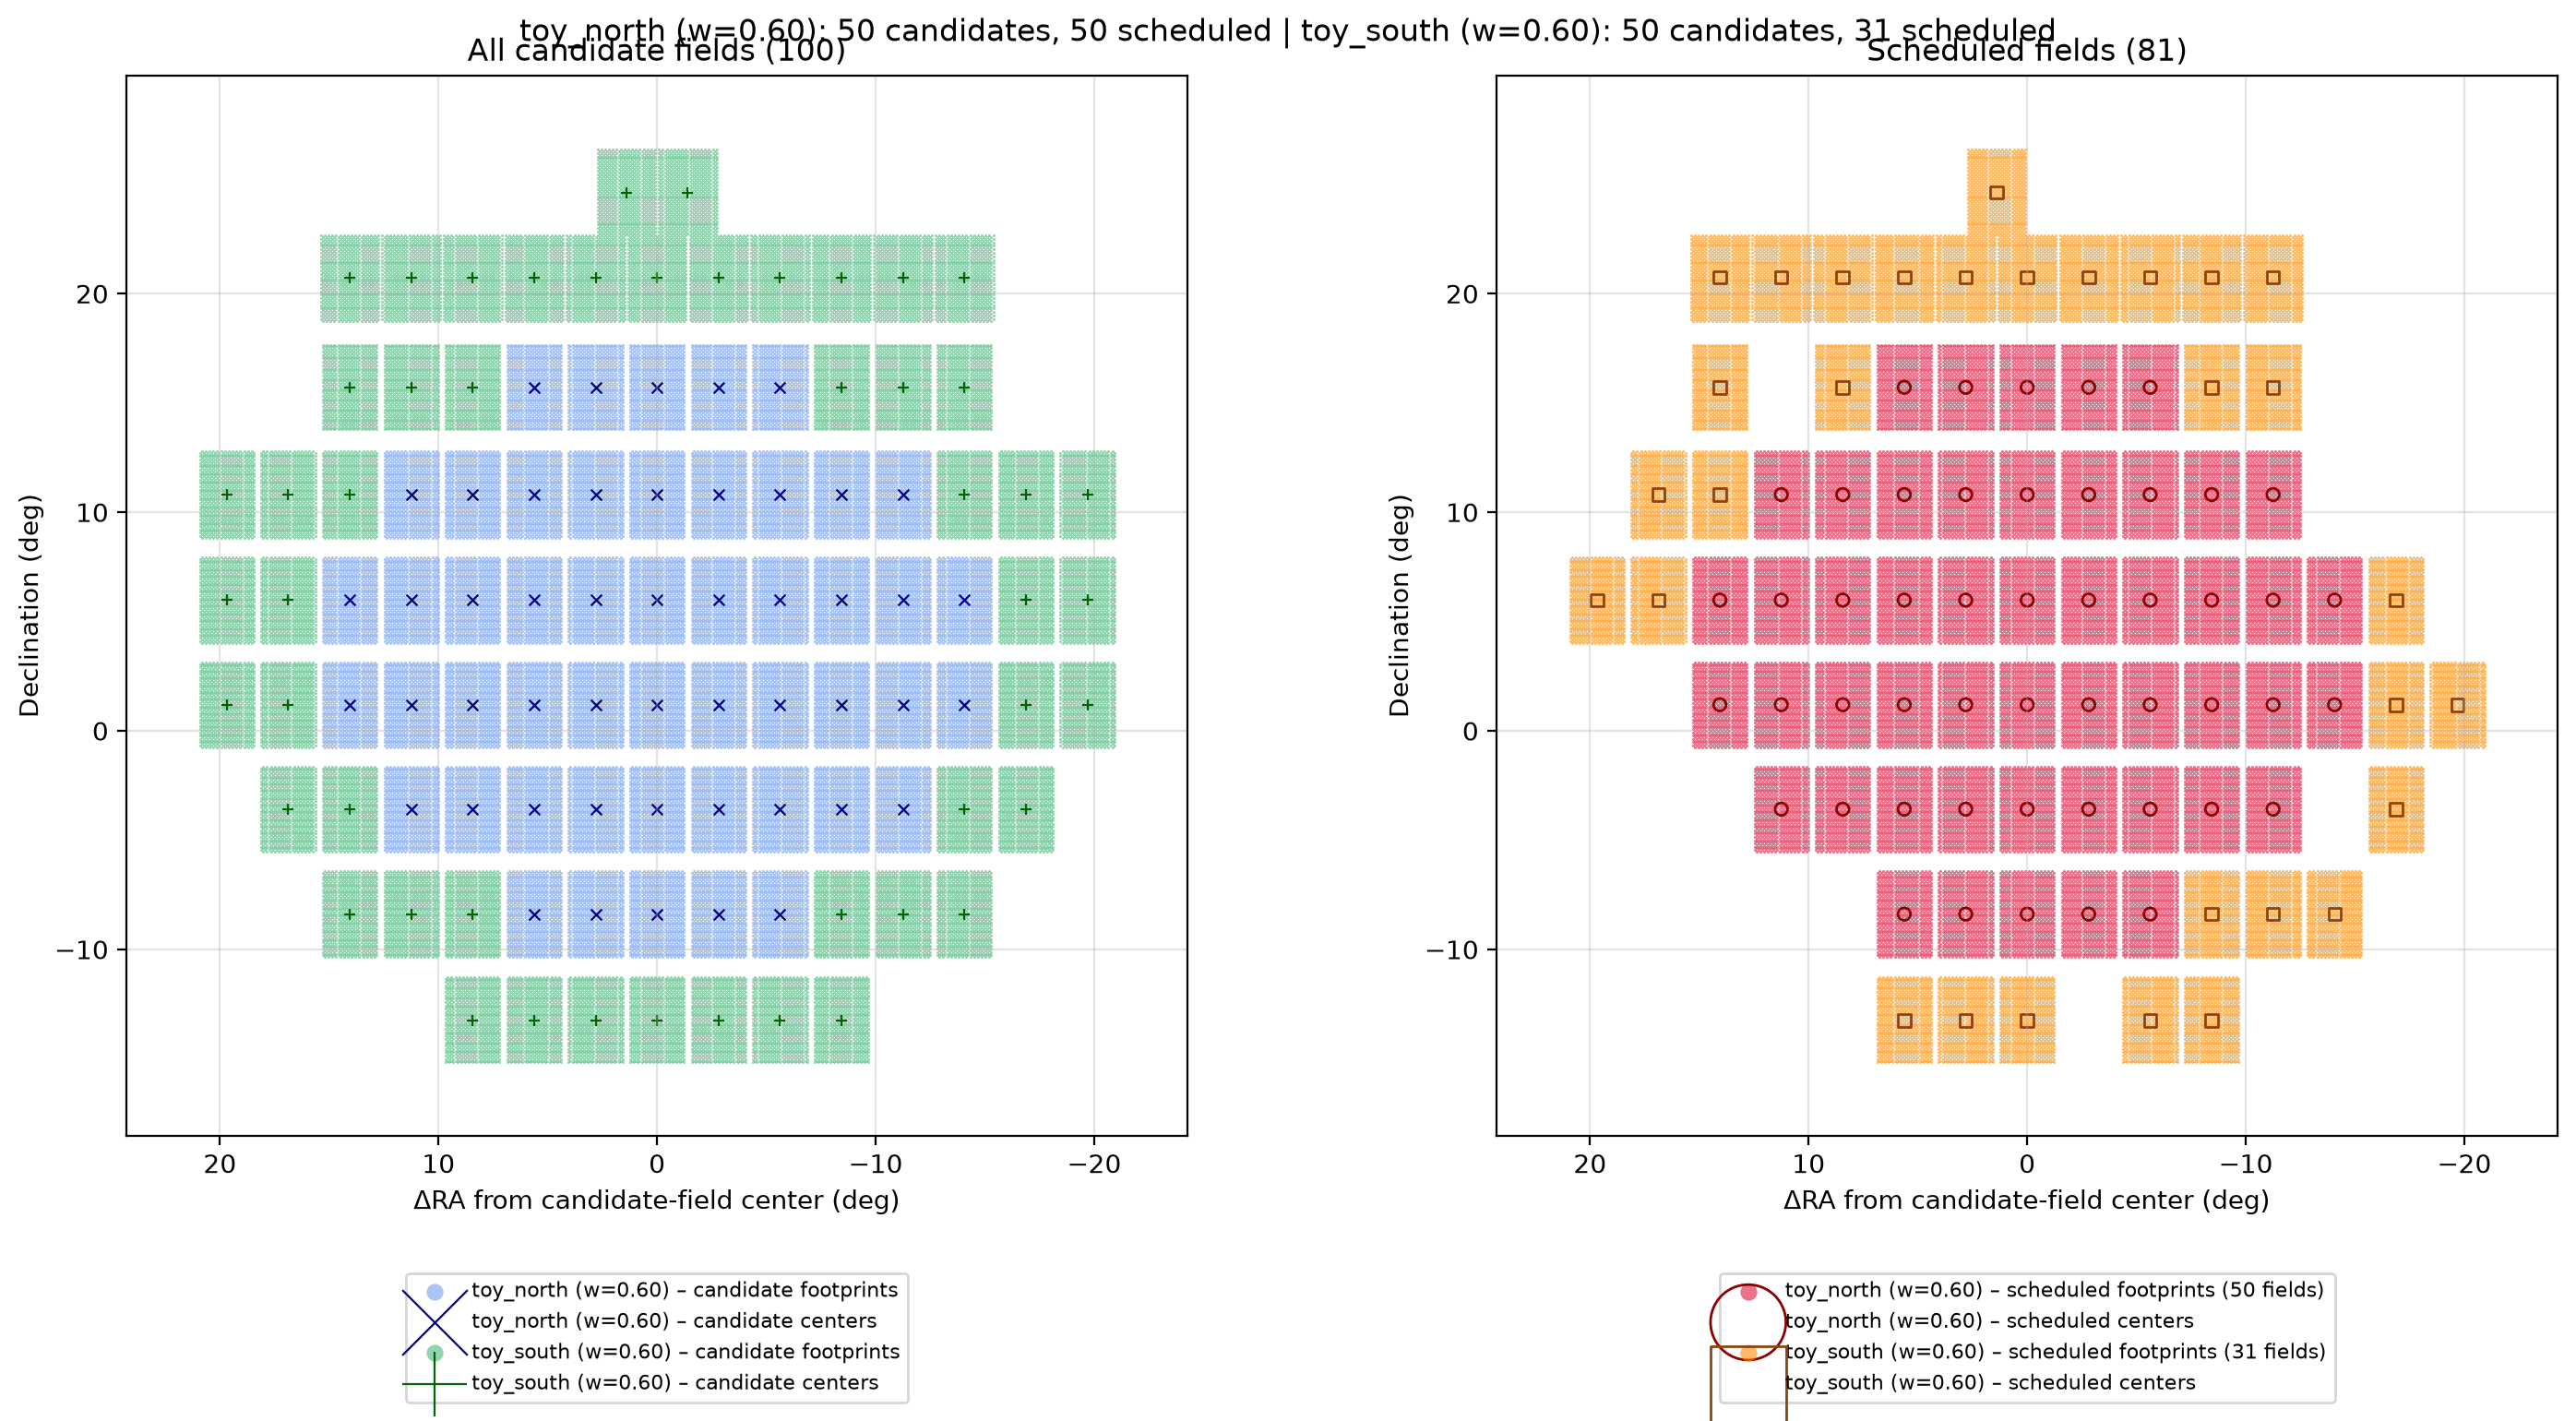 toy_north (w=0.60): 50 candidates, 50 scheduled | toy_south (w=0.60): 50 candidates, 31 scheduled
All candidate fields (100)
Declination (deg)
20
10
0
−10
20 10 0 −10 −20
ΔRA from candidate-field center (deg)
toy_north (w=0.60) – candidate footprints
toy_north (w=0.60) – candidate centers
toy_south (w=0.60) – candidate footprints
toy_south (w=0.60) – candidate centers
Scheduled fields (81)
Declination (deg)
20
10
0
−10
20 10 0 −10 −20
ΔRA from candidate-field center (deg)
toy_north (w=0.60) – scheduled footprints (50 fields)
toy_north (w=0.60) – scheduled centers
toy_south (w=0.60) – scheduled footprints (31 fields)
toy_south (w=0.60) – scheduled centers